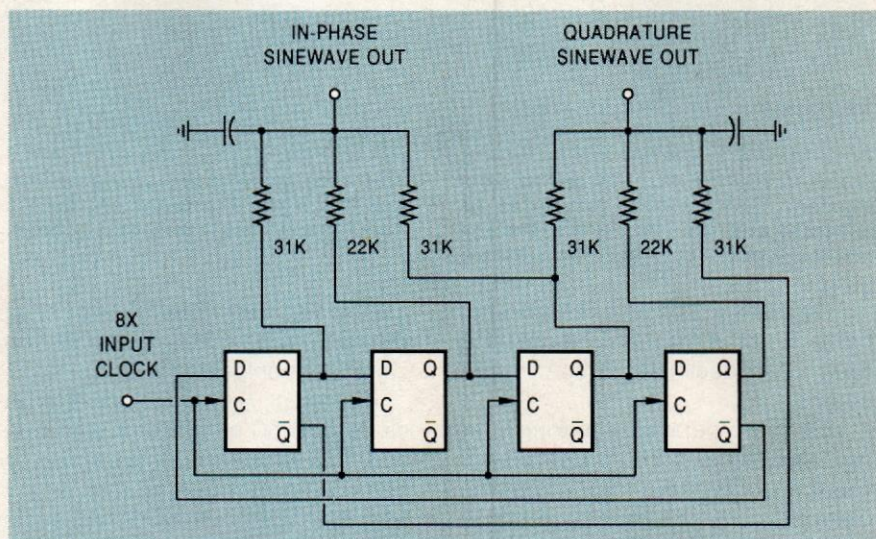 IN-PHASE
SINEWAVE OUT
QUADRATURE
SINEWAVE OUT
31K
22K
31K
31K
22K
31K
8X
INPUT
CLOCK
D Q
C
Q̅
D Q
C
Q̅
D Q
C
Q̅
D Q
C
Q̅